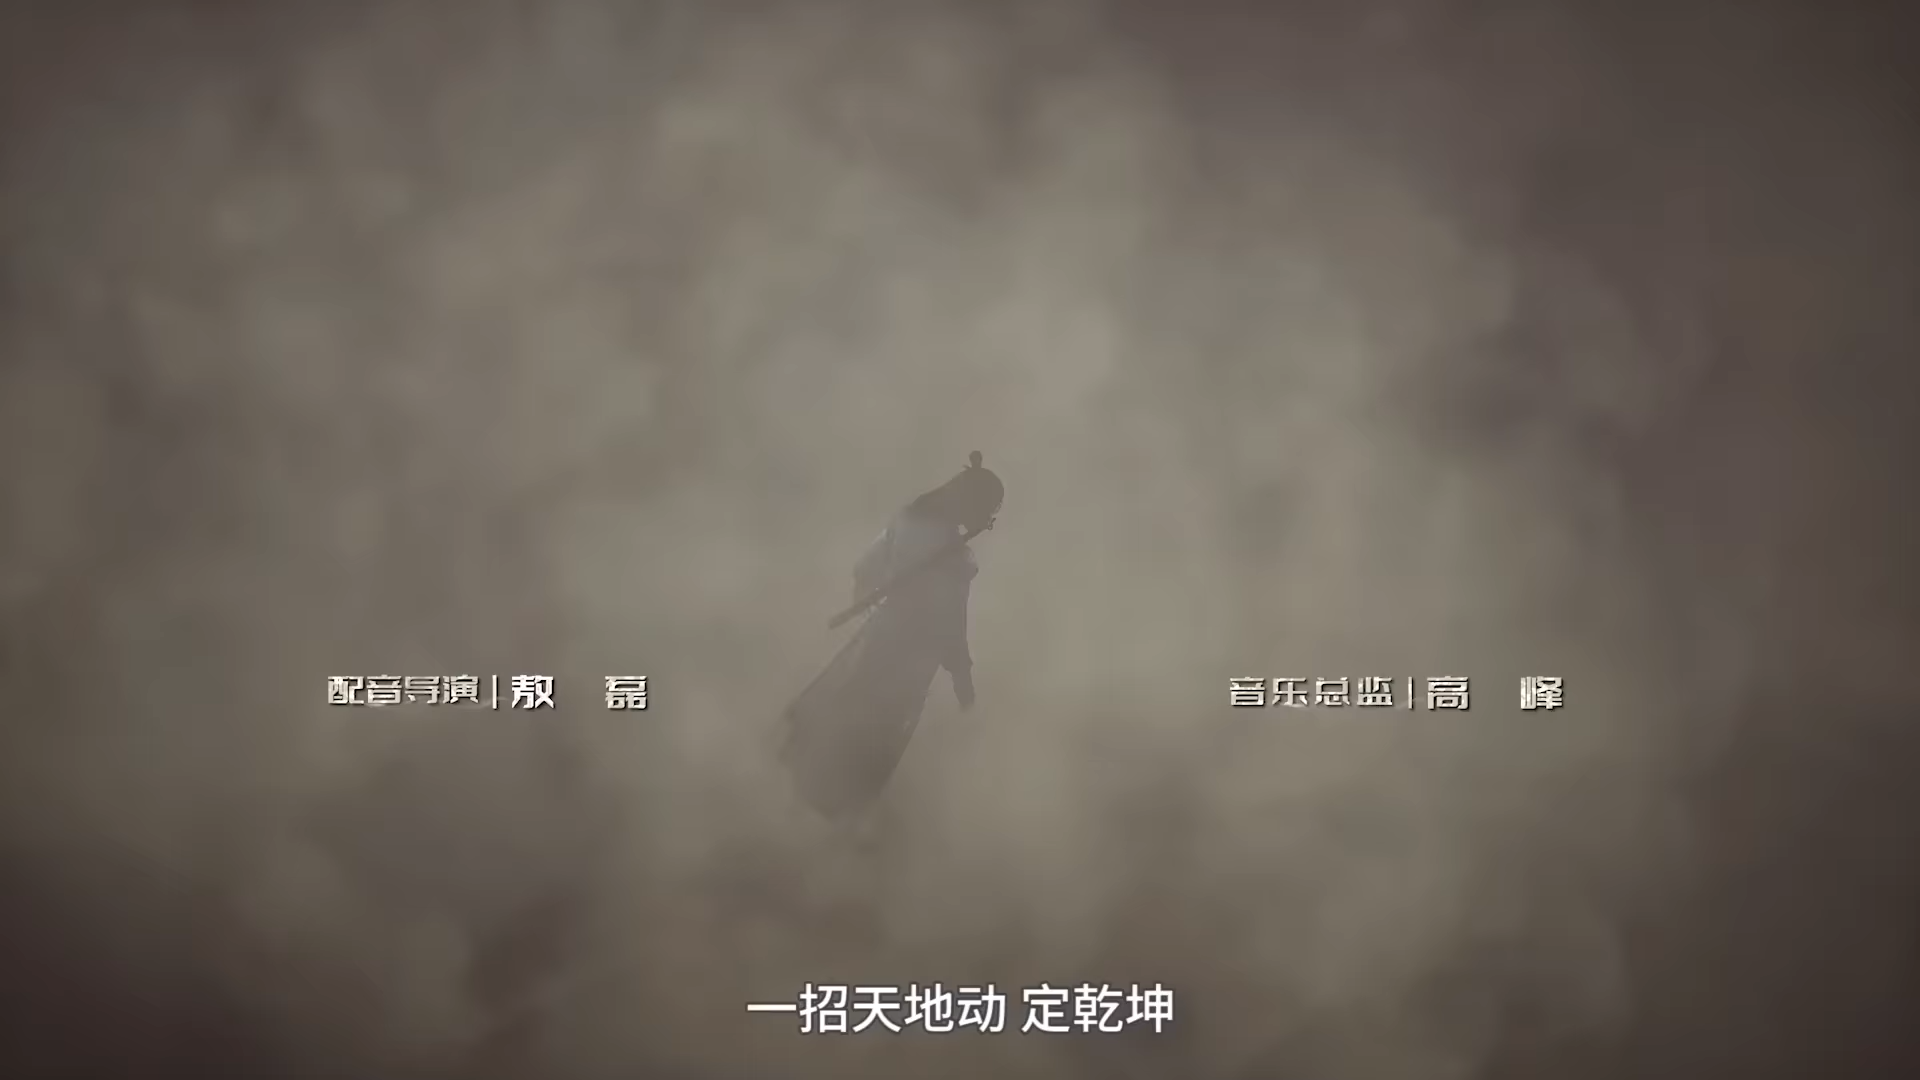 配音导演|敖 磊
音乐总监|高 峰
一招天地动 定乾坤